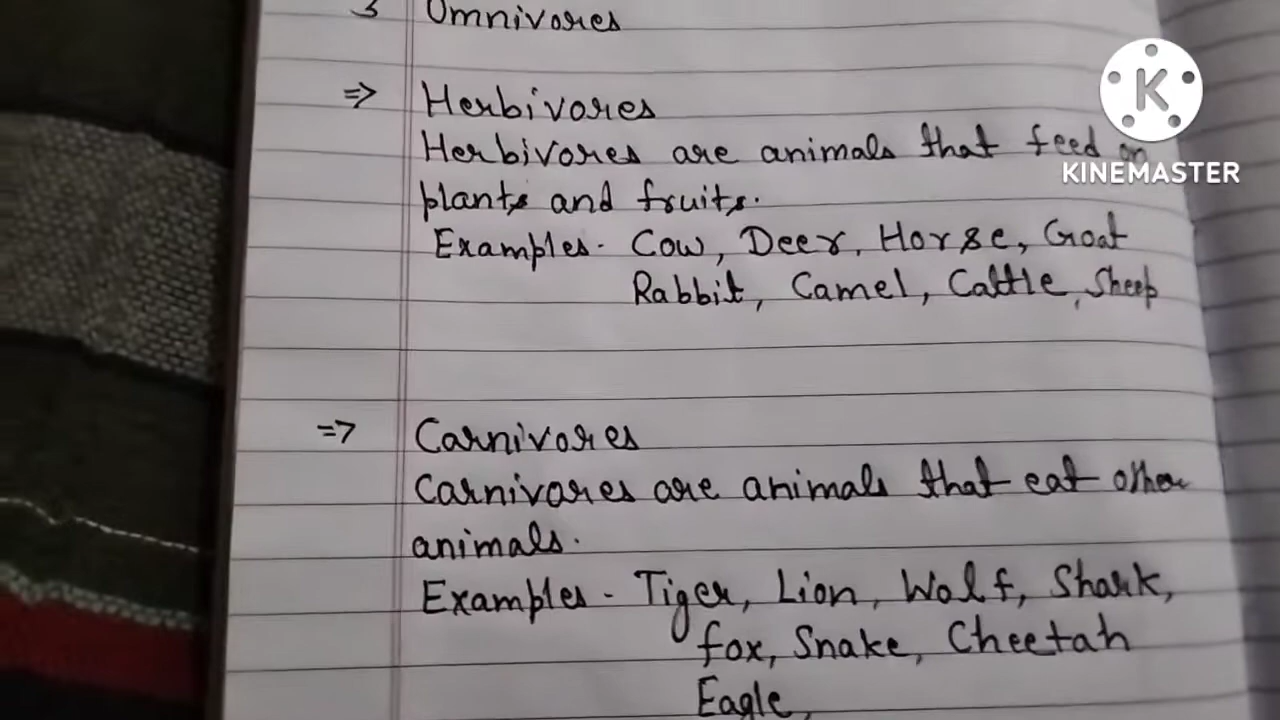 3 Omnivores
=> Herbivores
Herbivores are animals that feed on
plants and fruits.
Examples- Cow, Deer, Horse, Goat
Rabbit, Camel, Cattle, Sheep
=> Carnivores
Carnivores are animals that eat other
animals.
Examples - Tiger, Lion, Wolf, Shark,
fox, Snake, Cheetah
Eagle,
K
KINEMASTER